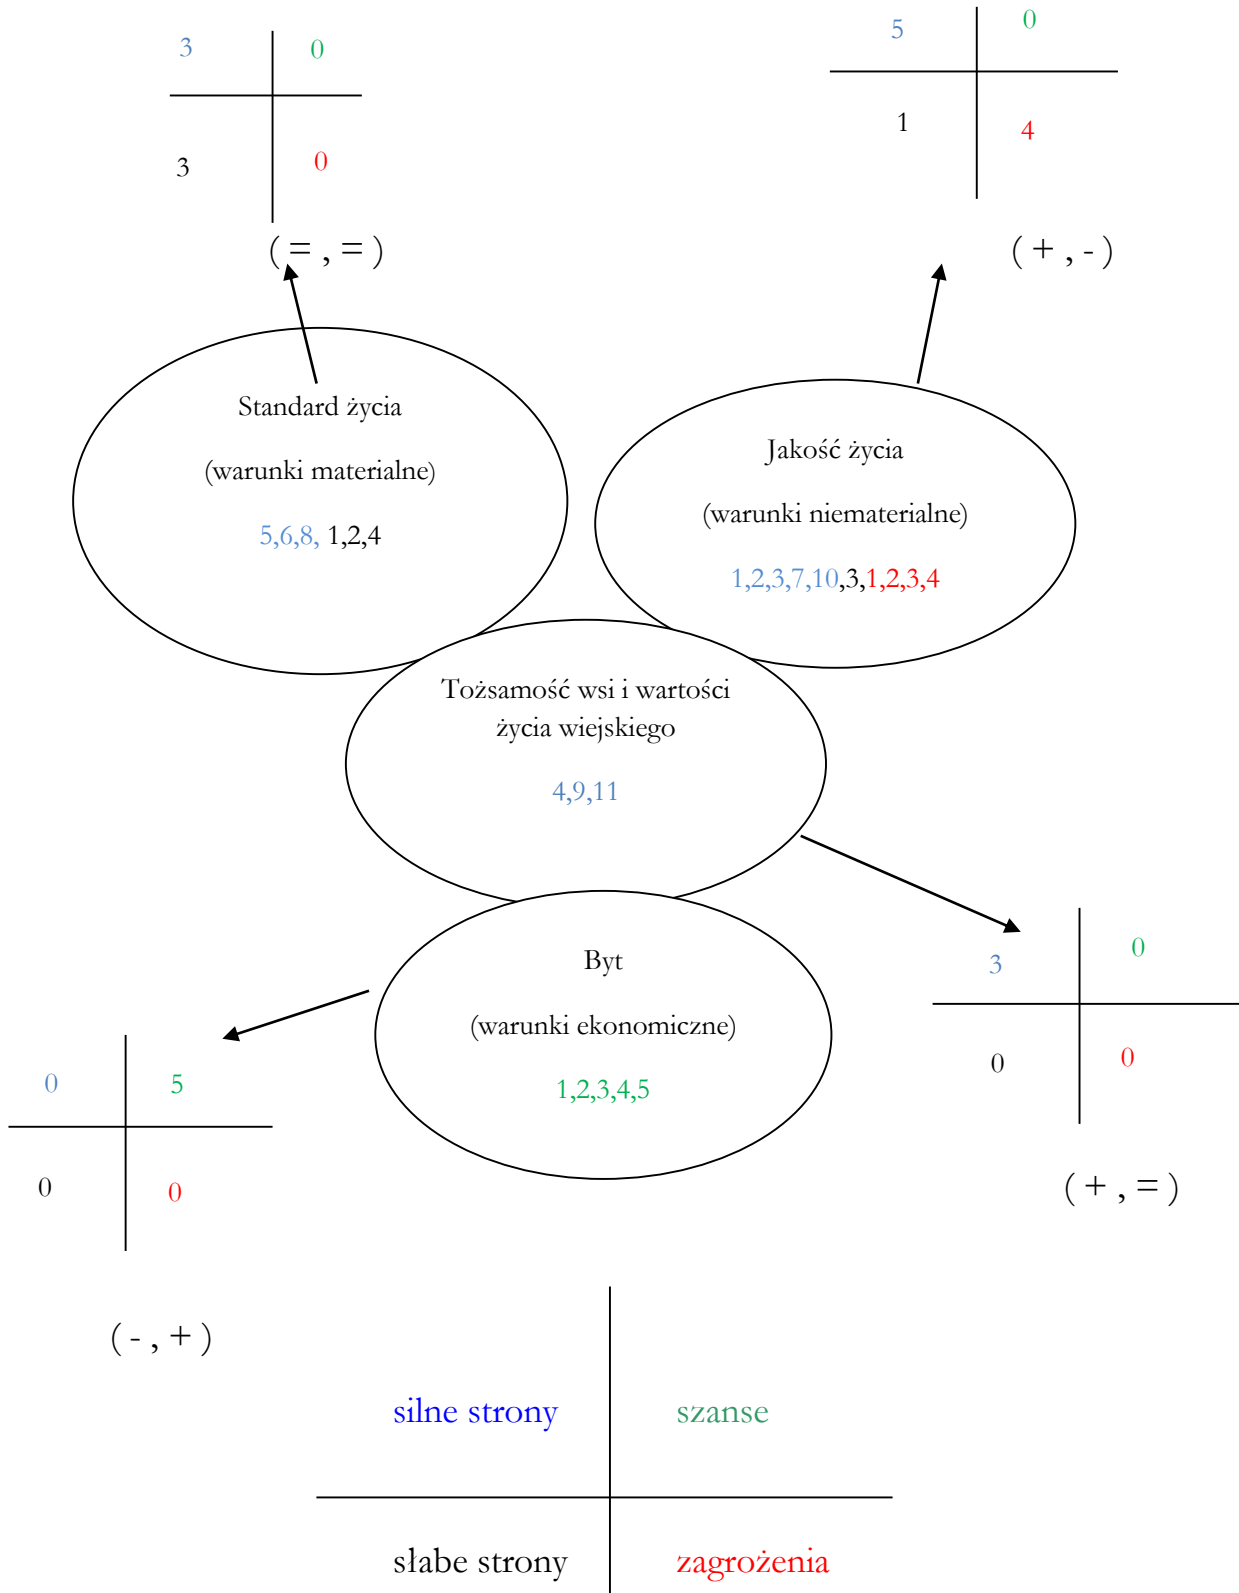 3 0
3 0
( = , = )
5 0
1 4
( + , - )
Standard życia
(warunki materialne)
5,6,8, 1,2,4
Jakość życia
(warunki niematerialne)
1,2,3,7,10,3,1,2,3,4
Tożsamość wsi i wartości
życia wiejskiego
4,9,11
Byt
(warunki ekonomiczne)
1,2,3,4,5
3 0
0 0
( + , = )
0 5
0 0
( - , + )
silne strony szanse
słabe strony zagrożenia